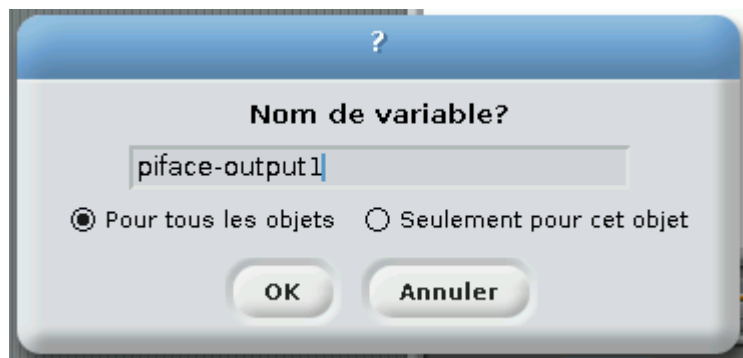 ?
Nom de variable?
piface-output1
Pour tous les objets Seulement pour cet objet
OK Annuler